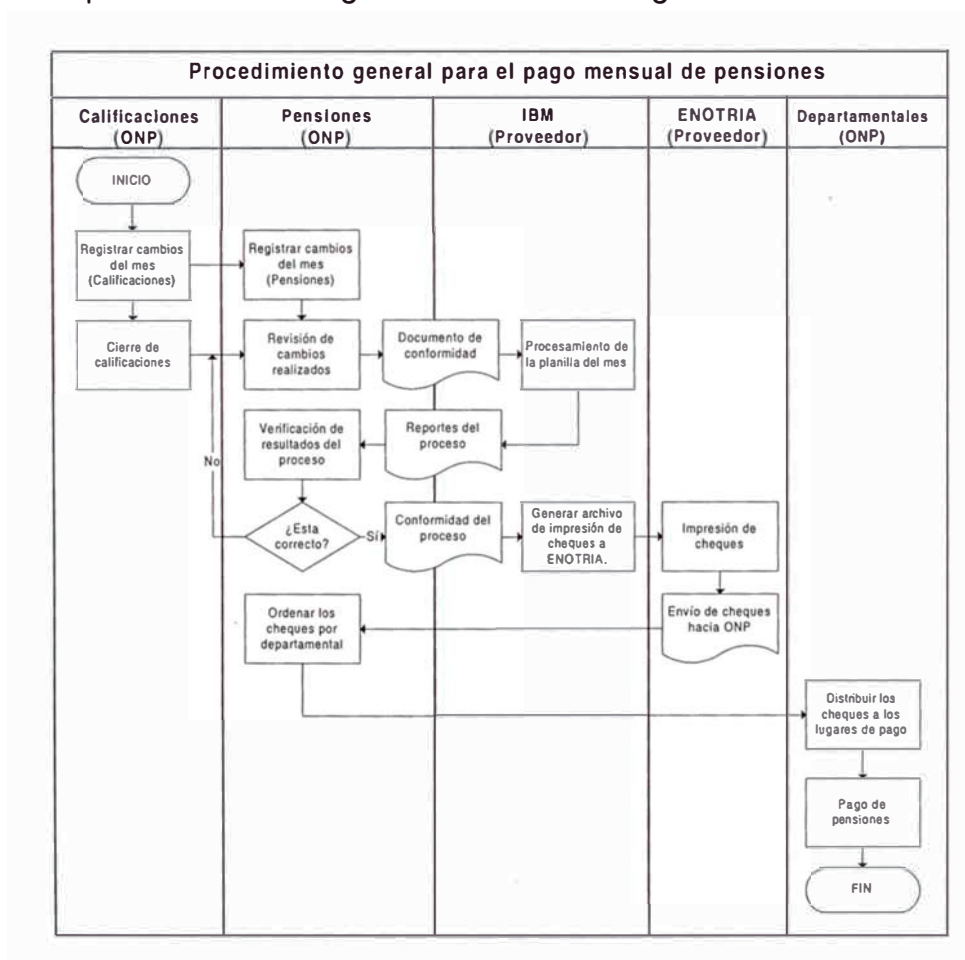 Procedimiento general para el pago mensual de pensiones
Calificaciones
(ONP)
Pensiones
(ONP)
IBM
(Proveedor)
ENOTRIA
(Proveedor)
Departamentales
(ONP)
INICIO
Registrar cambios
del mes
(Calificaciones)
Registrar cambios
del mes
(Pensiones)
Cierre de
calificaciones
Revisión de
cambios
realizados
Documento de
conformidad
Procesamiento de
la planilla del mes
Verificación de
resultados del
proceso
Reportes del
proceso
No
¿Esta
correcto?
Sí
Conformidad del
proceso
Generar archivo
de impresión de
cheques a
ENOTRIA.
Impresión de
cheques
Ordenar los
cheques por
departamental
Envío de cheques
hacia ONP
Distribuir los
cheques a los
lugares de pago
Pago de
pensiones
FIN